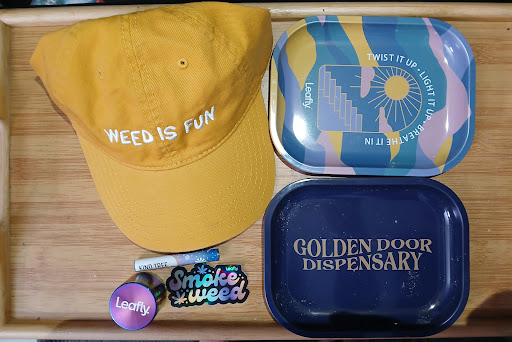 WEED IS FUN
TWIST IT UP • LIGHT IT UP • BREATHE IT IN
Leafly.
GOLDEN DOOR
DISPENSARY
Leafly
Smoke
weed
Leafly.